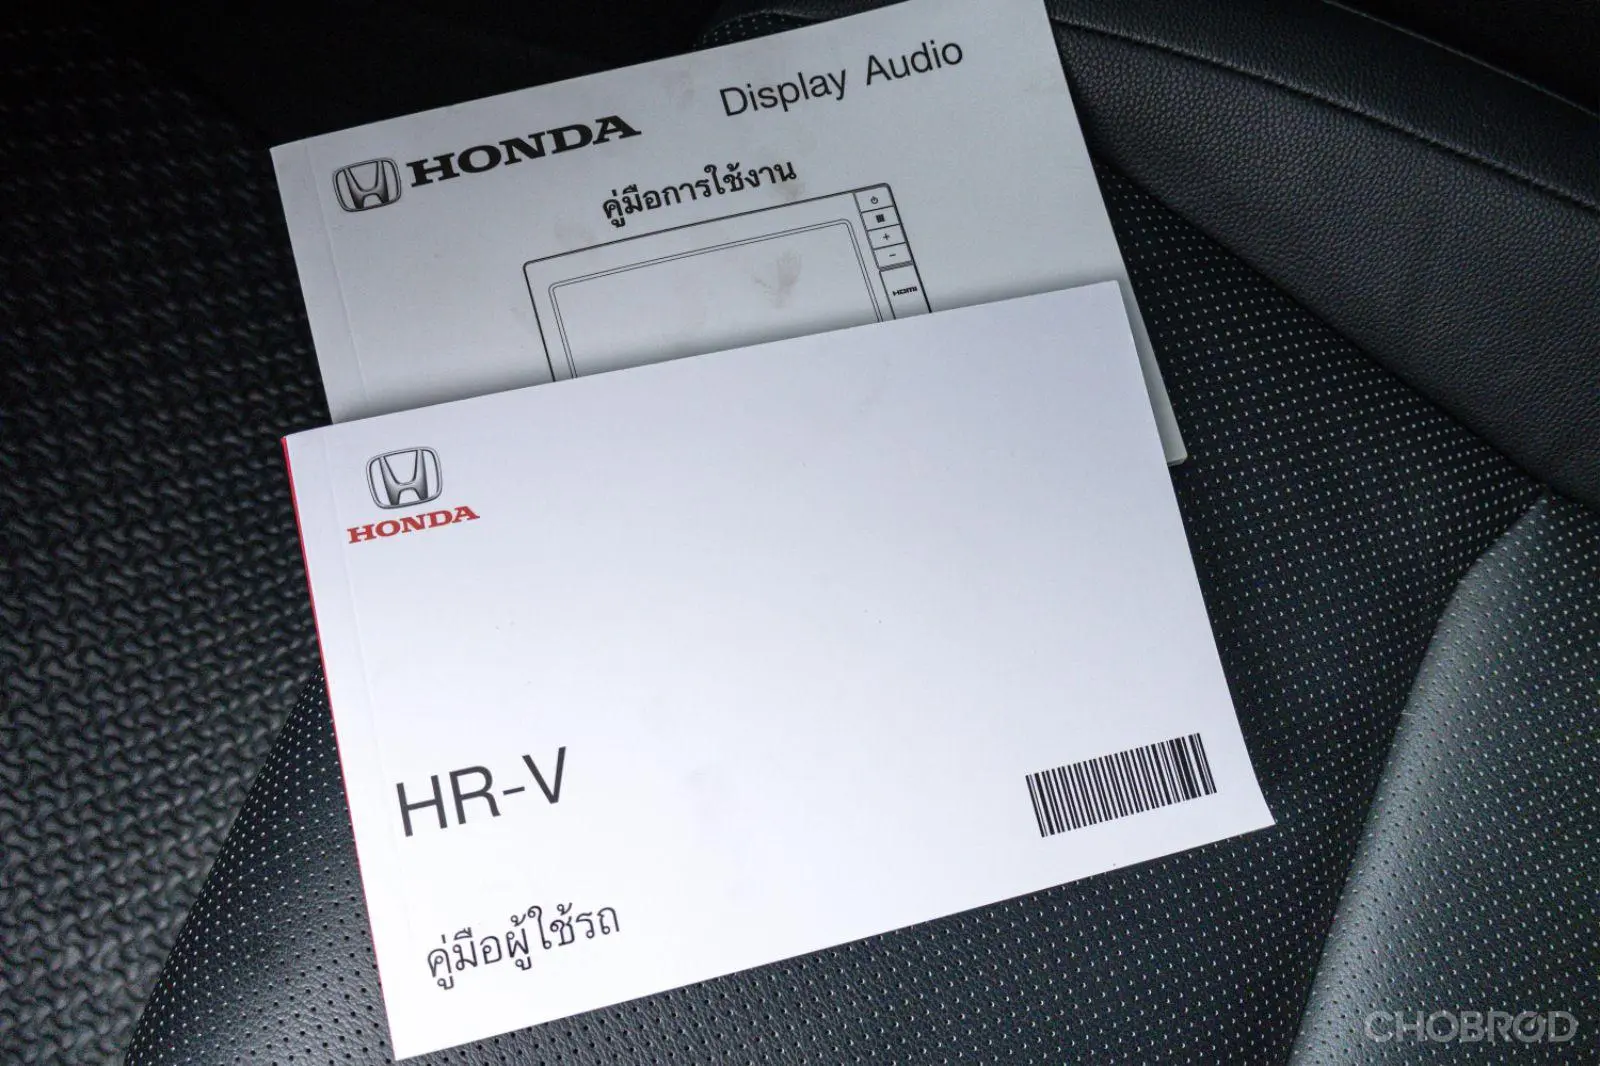 HONDA
Display Audio
คู่มือการใช้งาน
HDMI
HONDA
HR-V
คู่มือผู้ใช้รถ
CHOBROD